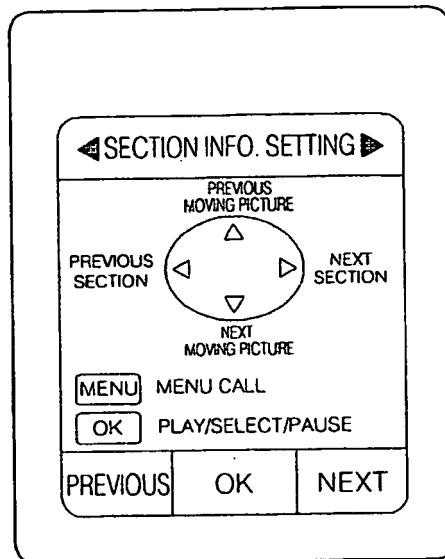 SECTION INFO. SETTING
PREVIOUS
MOVING PICTURE
PREVIOUS
SECTION
NEXT
SECTION
NEXT
MOVING PICTURE
MENU MENU CALL
OK PLAY/SELECT/PAUSE
PREVIOUS OK NEXT